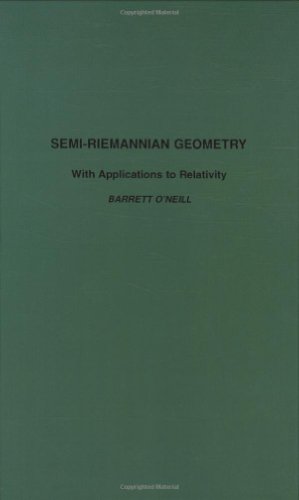 SEMI-RIEMANNIAN GEOMETRY
With Applications to Relativity
BARRETT O'NEILL